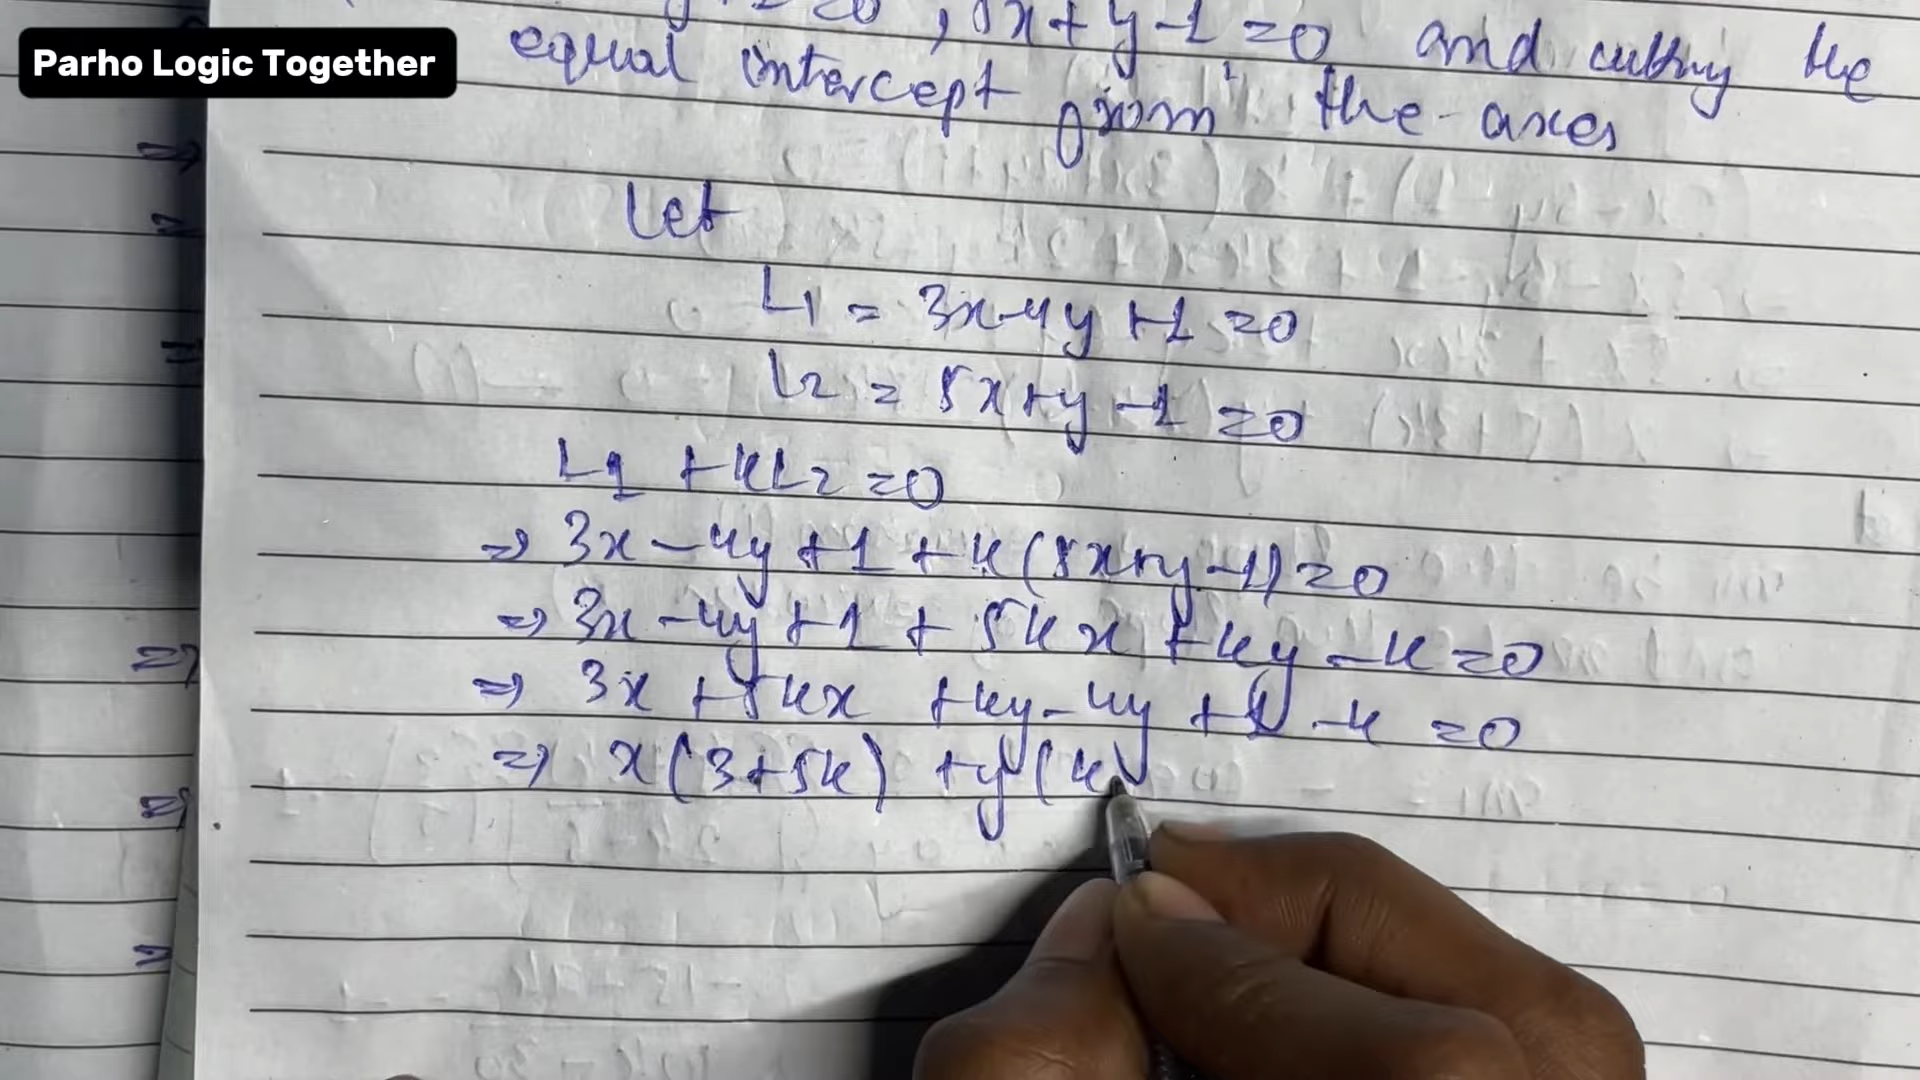 =0 , 5x+y-1=0 and cutting the
Parho Logic Together
equal intercept from the axes
Let
L1 = 3x-4y+1=0
L2 = 5x+y-1=0
L1 +kL2=0
⇒ 3x-4y+1+k(5x+y-1)=0
⇒ 3x-4y+1+5kx+ky-k=0
⇒ 3x+5kx+ky-4y+1-k=0
⇒ x(3+5k)+y(k